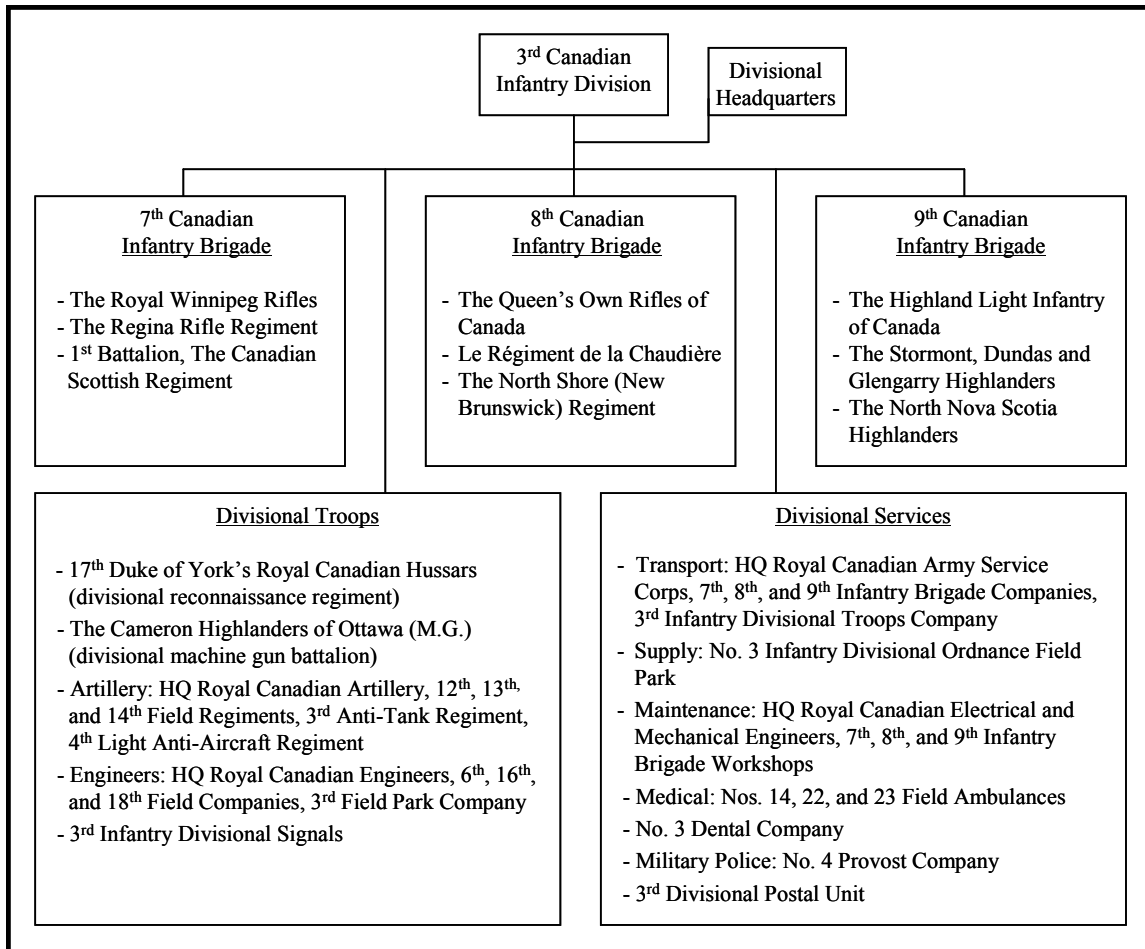 3rd Canadian
Infantry Division
Divisional
Headquarters
7th Canadian
Infantry Brigade
- The Royal Winnipeg Rifles
- The Regina Rifle Regiment
- 1st Battalion, The Canadian
Scottish Regiment
8th Canadian
Infantry Brigade
- The Queen’s Own Rifles of
Canada
- Le Régiment de la Chaudière
- The North Shore (New
Brunswick) Regiment
9th Canadian
Infantry Brigade
- The Highland Light Infantry
of Canada
- The Stormont, Dundas and
Glengarry Highlanders
- The North Nova Scotia
Highlanders
Divisional Troops
- 17th Duke of York’s Royal Canadian Hussars
(divisional reconnaissance regiment)
- The Cameron Highlanders of Ottawa (M.G.)
(divisional machine gun battalion)
- Artillery: HQ Royal Canadian Artillery, 12th, 13th,
and 14th Field Regiments, 3rd Anti-Tank Regiment,
4th Light Anti-Aircraft Regiment
- Engineers: HQ Royal Canadian Engineers, 6th, 16th,
and 18th Field Companies, 3rd Field Park Company
- 3rd Infantry Divisional Signals
Divisional Services
- Transport: HQ Royal Canadian Army Service
Corps, 7th, 8th, and 9th Infantry Brigade Companies,
3rd Infantry Divisional Troops Company
- Supply: No. 3 Infantry Divisional Ordnance Field
Park
- Maintenance: HQ Royal Canadian Electrical and
Mechanical Engineers, 7th, 8th, and 9th Infantry
Brigade Workshops
- Medical: Nos. 14, 22, and 23 Field Ambulances
- No. 3 Dental Company
- Military Police: No. 4 Provost Company
- 3rd Divisional Postal Unit